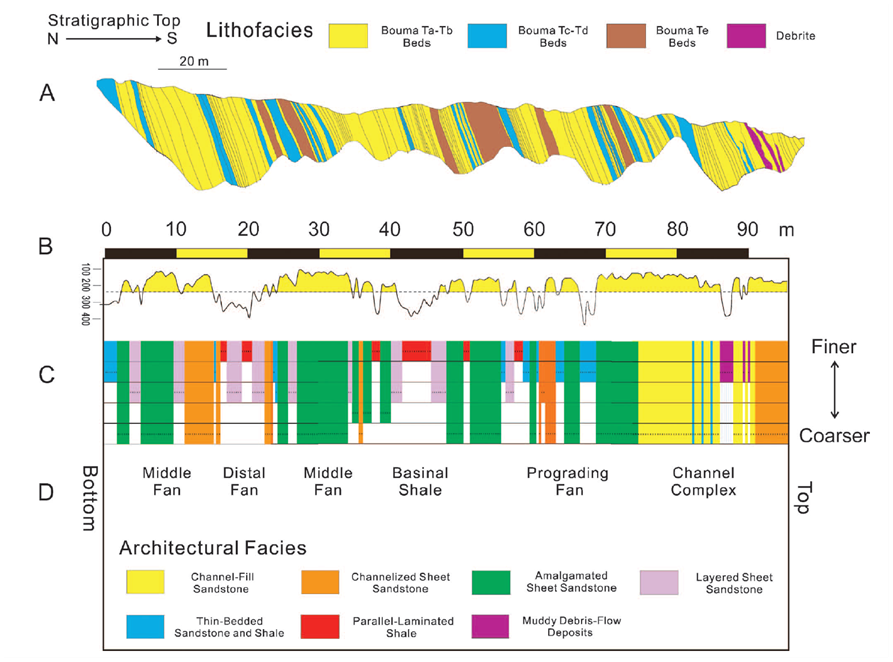 Stratigraphic Top
N S
Lithofacies
Bouma Ta-Tb
Beds
Bouma Tc-Td
Beds
Bouma Te
Beds
Debrite
20 m
A
B
0 10 20 30 40 50 60 70 80 90 m
100
200
300
400
C
Finer
Coarser
D
Bottom
Middle
Fan
Distal
Fan
Middle
Fan
Basinal
Shale
Prograding
Fan
Channel
Complex
Top
Architectural Facies
Channel-Fill
Sandstone
Channelized Sheet
Sandstone
Amalgamated
Sheet Sandstone
Layered Sheet
Sandstone
Thin-Bedded
Sandstone and Shale
Parallel-Laminated
Shale
Muddy Debris-Flow
Deposits